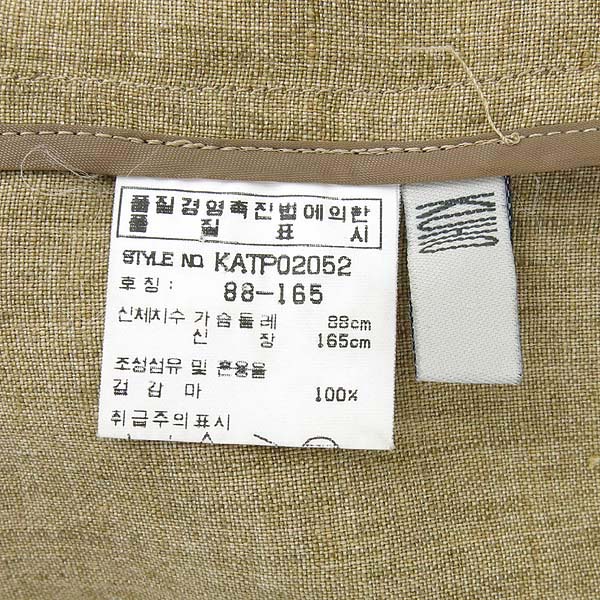 품질경영촉진법에의한
품 질 표 시
STYLE NO. KATP02052
호칭 : 88-165
신체치수 가슴둘레 88cm
신 장 165cm
조성섬유 및 혼용율
겉감 마 100%
취급주의표시